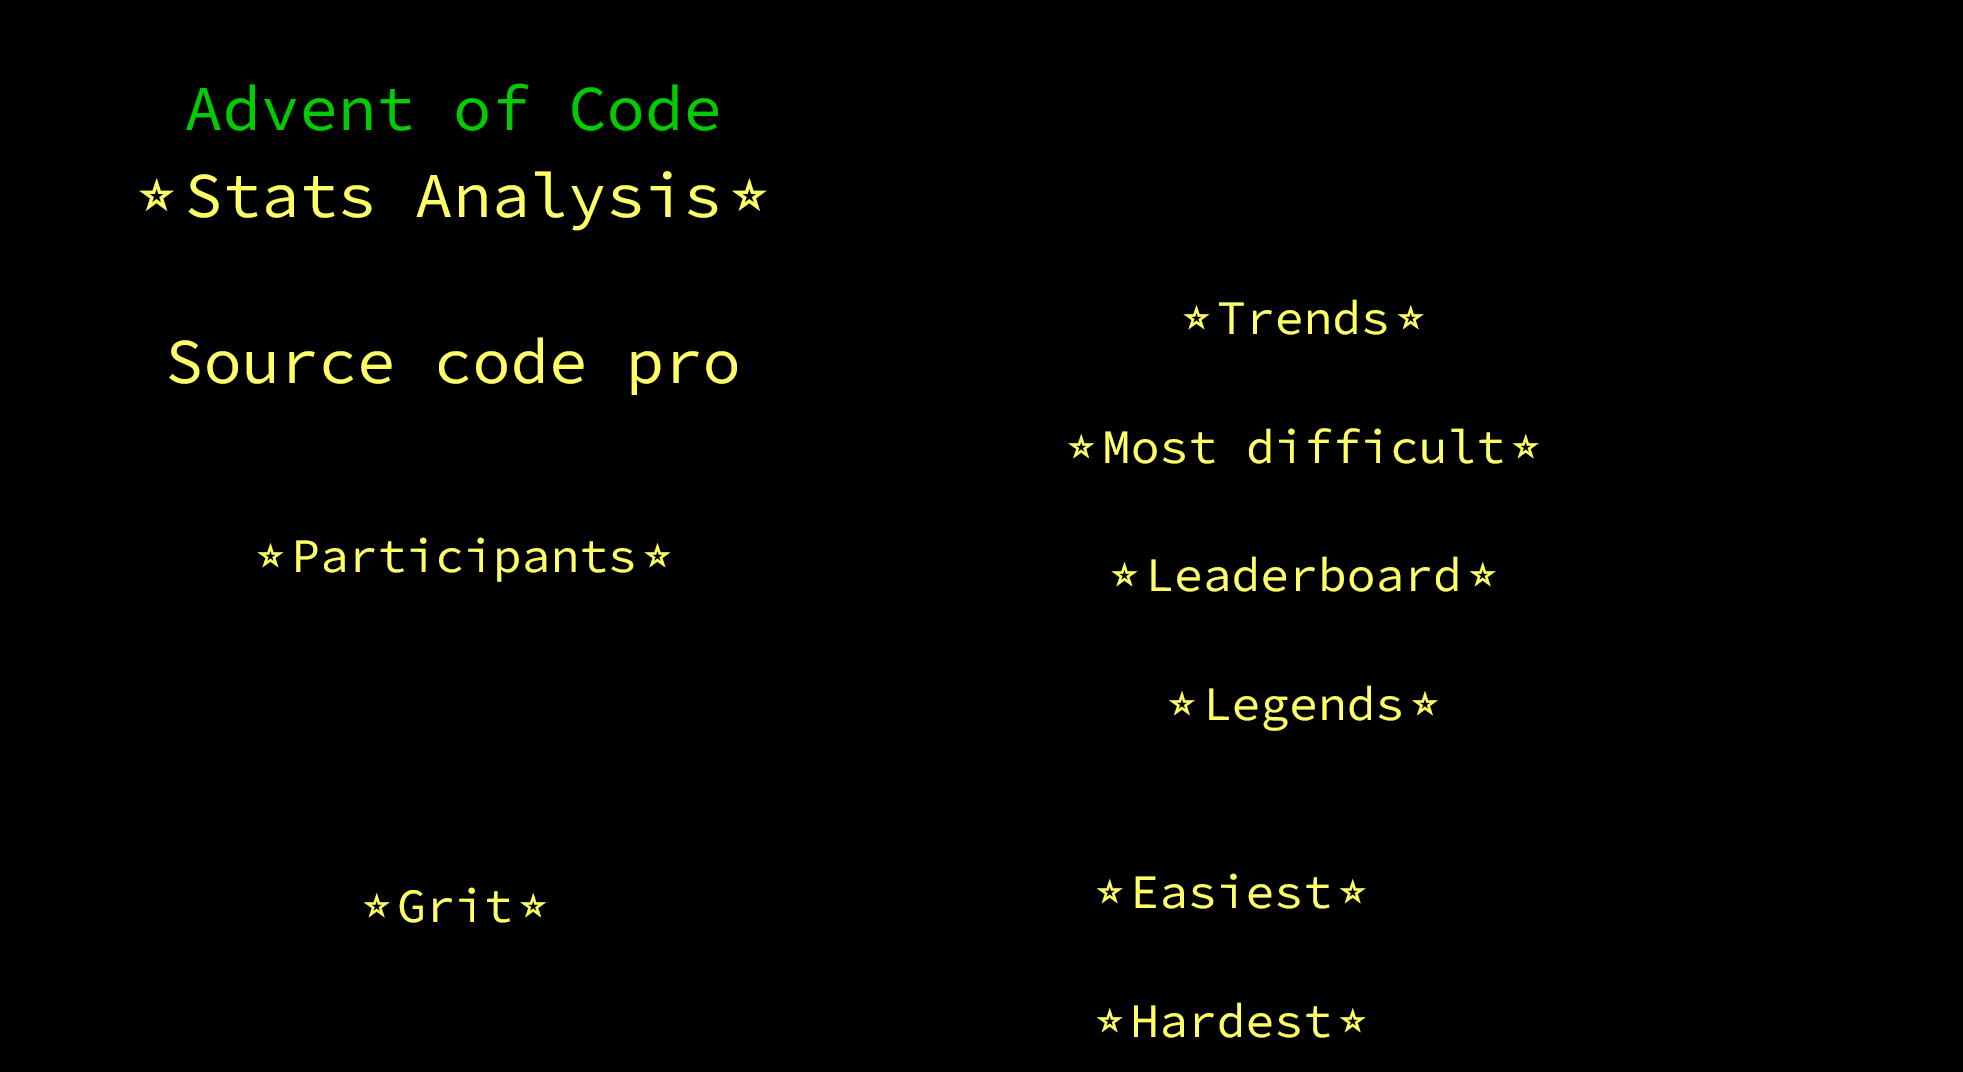 Advent of Code
☆Stats Analysis☆
Source code pro
☆Participants☆
☆Grit☆
☆Trends☆
☆Most difficult☆
☆Leaderboard☆
☆Legends☆
☆Easiest☆
☆Hardest☆